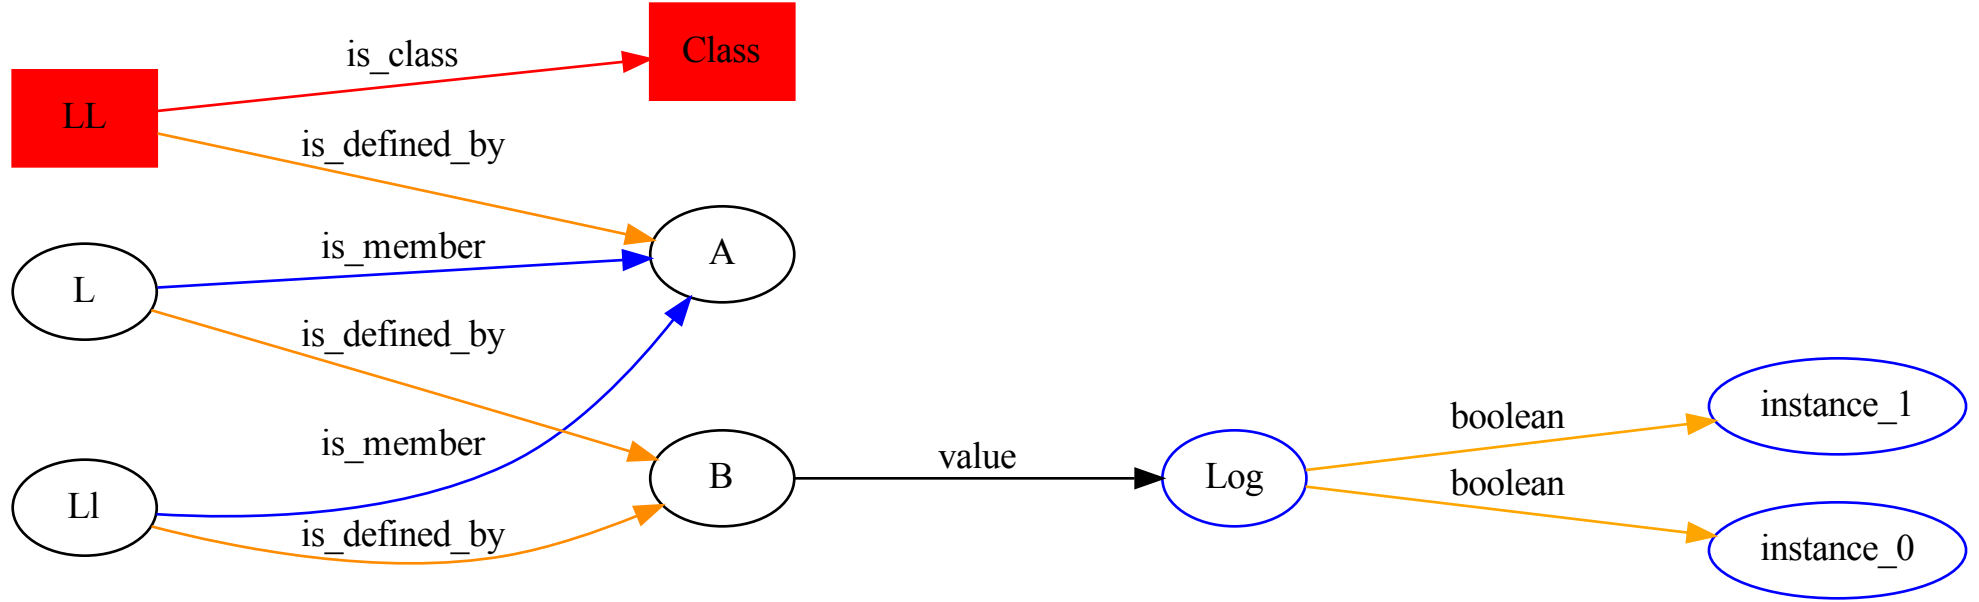 is_class
Class
LL
is_defined_by
is_member
A
L
is_defined_by
is_member
B
value
Log
boolean
instance_1
boolean
Ll
is_defined_by
instance_0